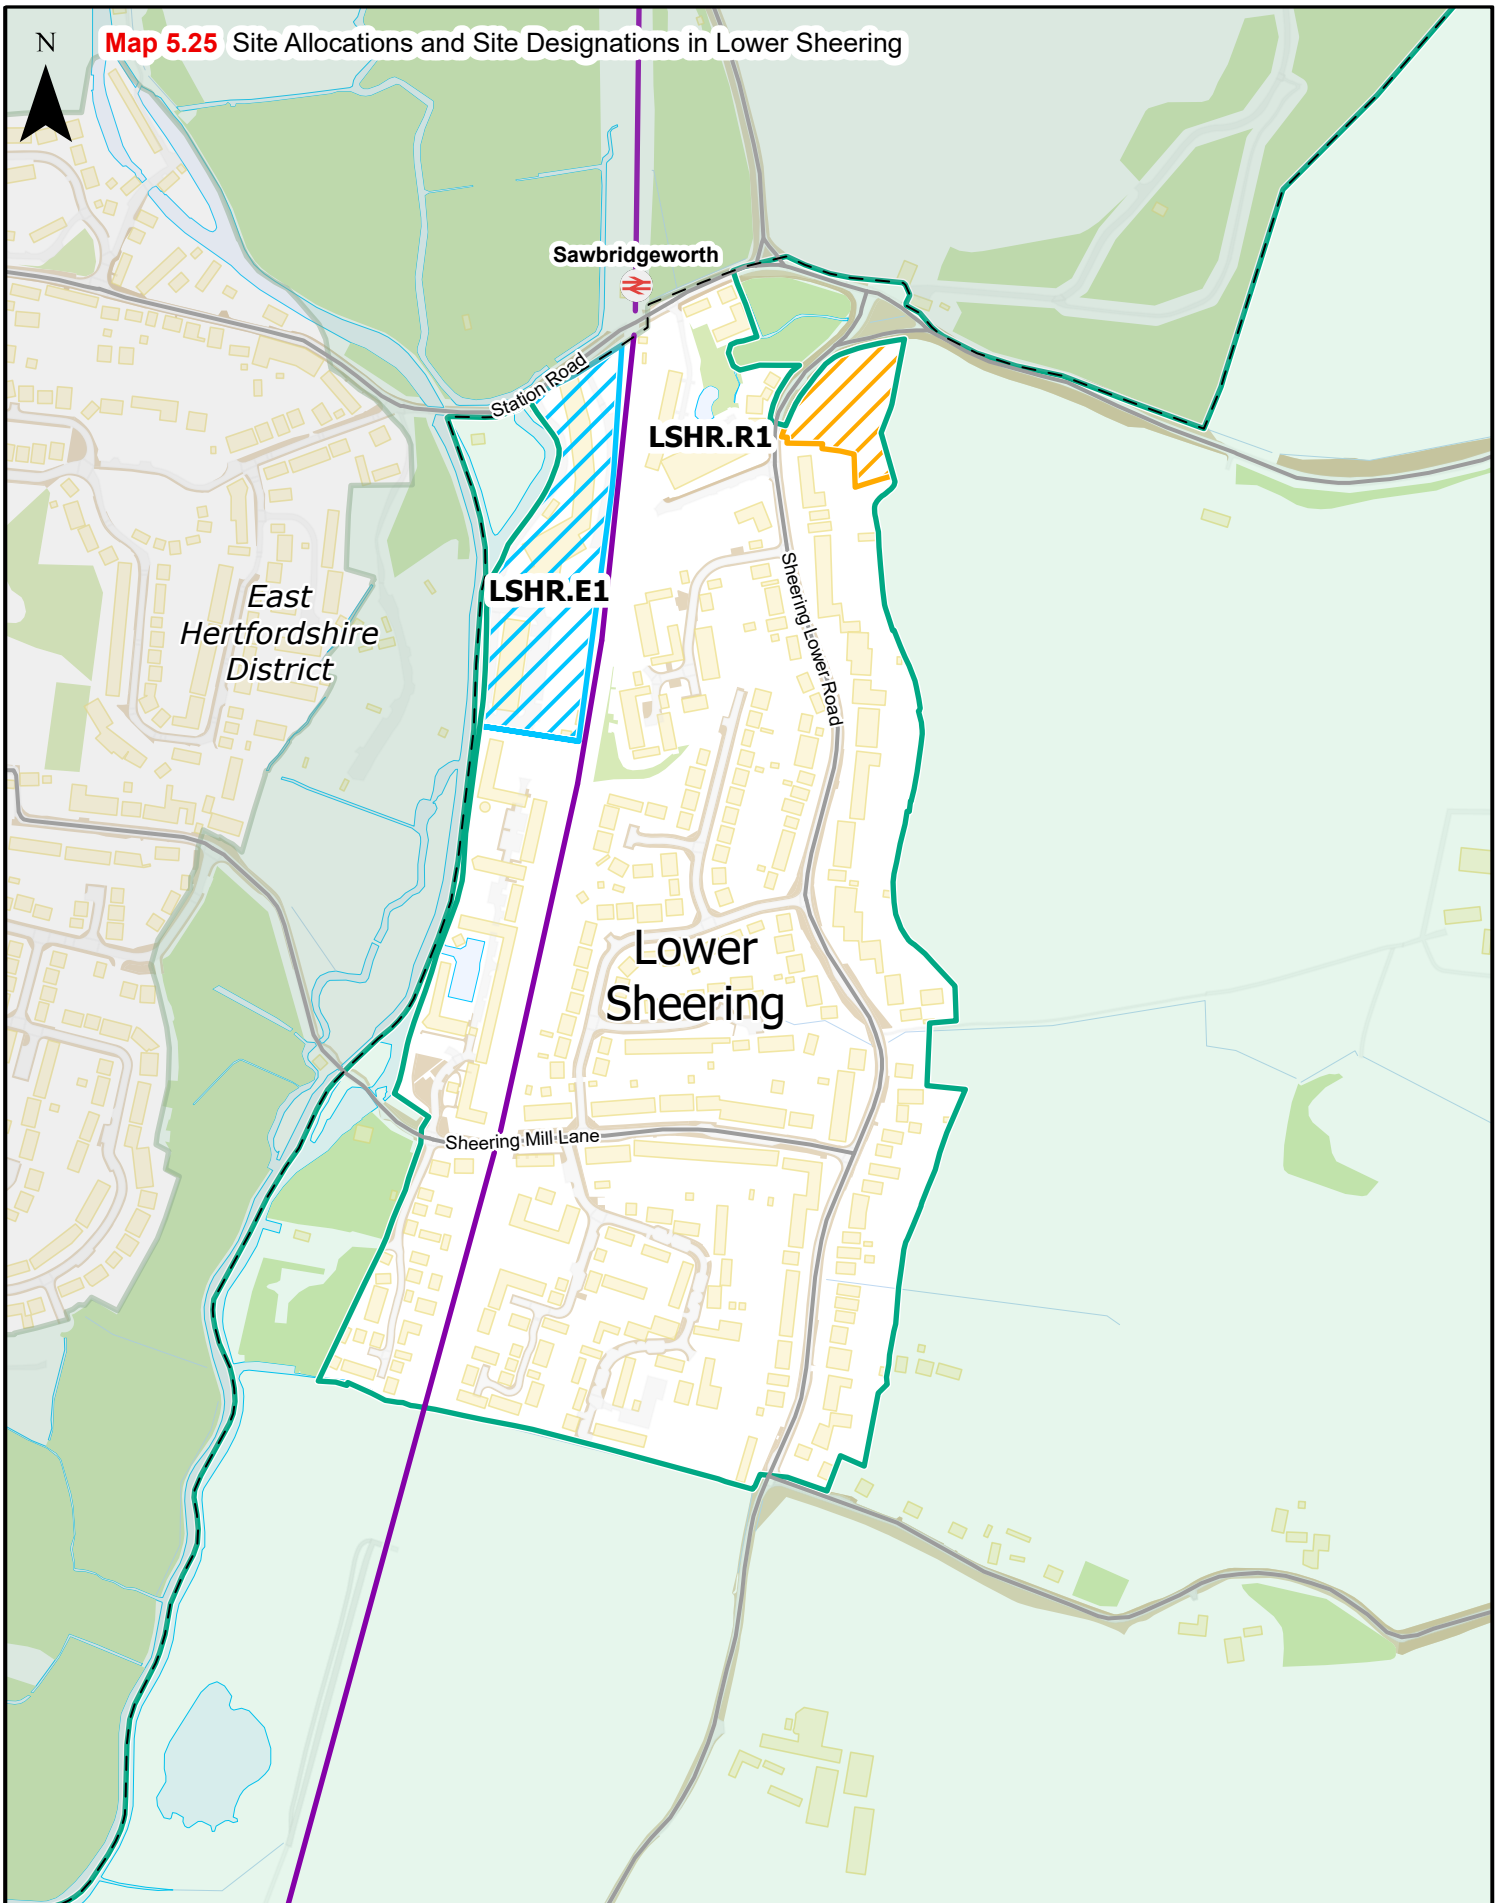 N
Map 5.25 Site Allocations and Site Designations in Lower Sheering
Sawbridgeworth
Station Road
LSHR.R1
LSHR.E1
East
Hertfordshire
District
Sheering Lower Road
Lower
Sheering
Sheering Mill Lane